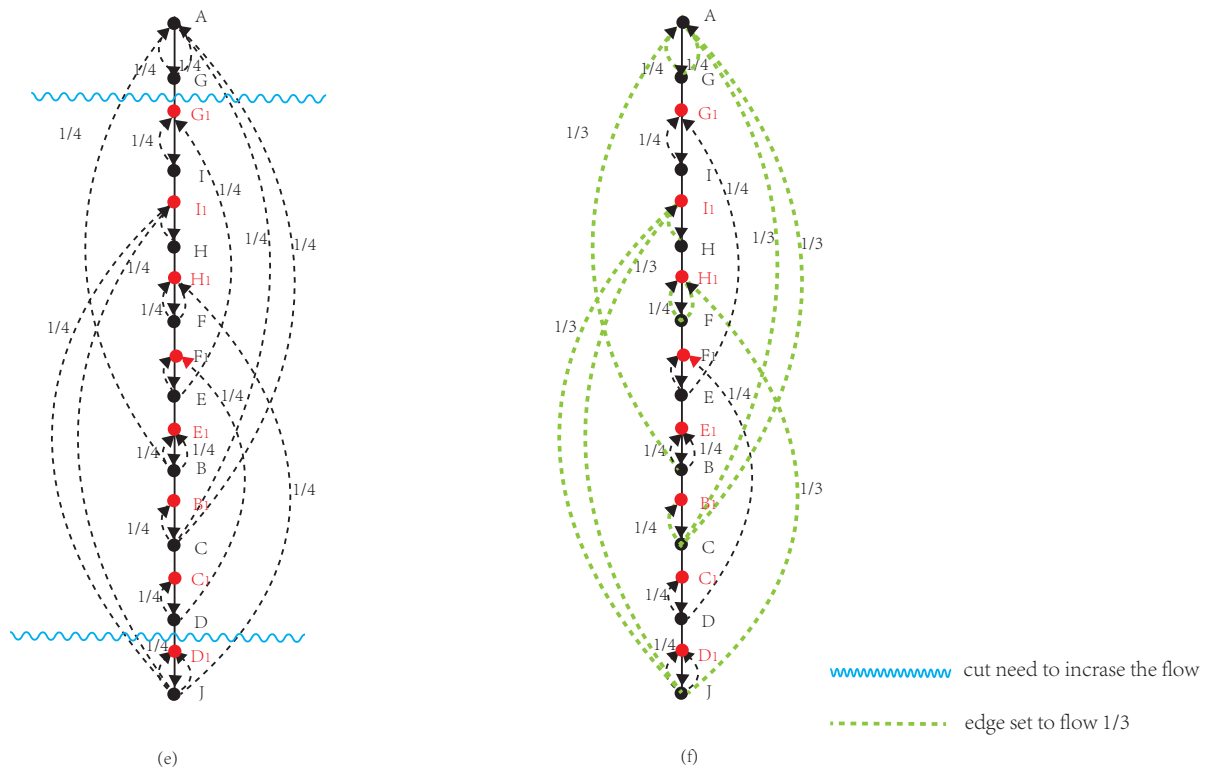 A
1/4
1/4
G
G1
1/4
1/4
I
1/4
I1
1/4
1/4
H
1/4
H1
1/4
F
1/4
F1
E
1/4
E1
1/4
1/4
B
1/4
B1
1/4
C
C1
1/4
D
1/4
D1
J
(e)
A
1/4
1/4
G
G1
1/3
1/4
I
1/4
I1
1/3
1/3
H
1/3
H1
1/4
F
1/3
F1
E
1/4
E1
1/4
1/4
B
1/3
B1
1/4
C
C1
1/4
D
1/4
D1
J
(f)
cut need to incrase the flow
edge set to flow 1/3